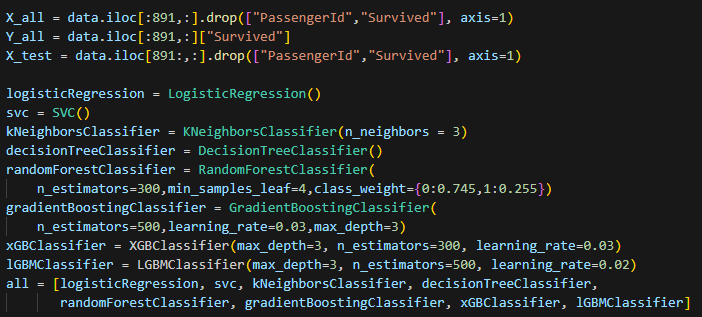 X_all = data.iloc[:891,:].drop(["PassengerId","Survived"], axis=1)
Y_all = data.iloc[:891,:]["Survived"]
X_test = data.iloc[891:,:].drop(["PassengerId","Survived"], axis=1)

logisticRegression = LogisticRegression()
svc = SVC()
kNeighborsClassifier = KNeighborsClassifier(n_neighbors = 3)
decisionTreeClassifier = DecisionTreeClassifier()
randomForestClassifier = RandomForestClassifier(
    n_estimators=300,min_samples_leaf=4,class_weight={0:0.745,1:0.255})
gradientBoostingClassifier = GradientBoostingClassifier(
    n_estimators=500,learning_rate=0.03,max_depth=3)
xGBClassifier = XGBClassifier(max_depth=3, n_estimators=300, learning_rate=0.03)
lGBMClassifier = LGBMClassifier(max_depth=3, n_estimators=500, learning_rate=0.02)
all = [logisticRegression, svc, kNeighborsClassifier, decisionTreeClassifier,
       randomForestClassifier, gradientBoostingClassifier, xGBClassifier, lGBMClassifier]